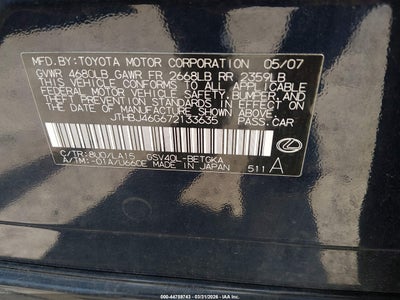 MFD.BY:TOYOTA MOTOR CORPORATION 05/07
GVWR 4680LB GAWR FR 2668LB RR 2359LB
THIS VEHICLE CONFORMS TO ALL APPLICABLE
FEDERAL MOTOR VEHICLE SAFETY, BUMPER, AND
THEFT PREVENTION STANDARDS IN EFFECT ON THE
DATE OF MANUFACTURE SHOWN ABOVE.
JTHBJ46G672133635 PASS.CAR
C/TR:8U0/LA15 GSV40L-BETGKA
A/TM:-01A/U660E MADE IN JAPAN 511 A
000-44758743 - 03/31/2026 - IAA Inc.